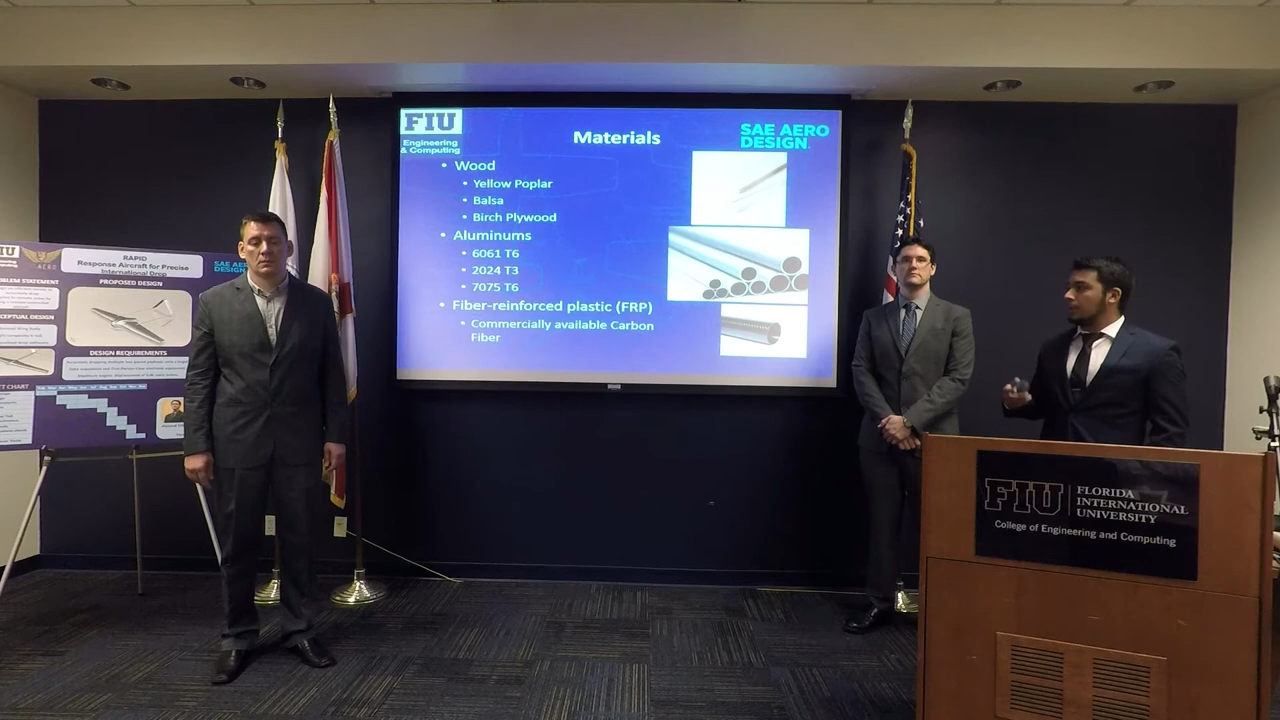 FIU
Engineering
& Computing
Materials
SAE AERO
DESIGN
• Wood
• Yellow Poplar
• Balsa
• Birch Plywood
• Aluminums
• 6061 T6
• 2024 T3
• 7075 T6
• Fiber-reinforced plastic (FRP)
• Commercially available Carbon
Fiber
RAPID
Response Aircraft for Precise
International Drop
PROPOSED DESIGN
DESIGN REQUIREMENTS
AERO
FIU
FLORIDA
INTERNATIONAL
UNIVERSITY
College of Engineering and Computing